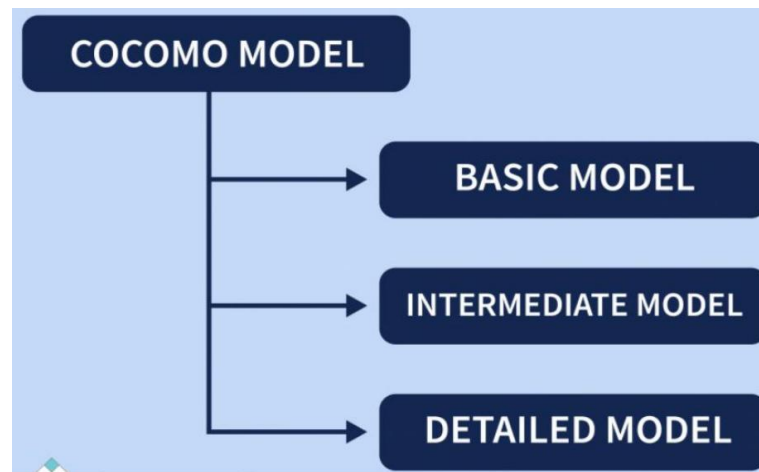 COCOMO MODEL
BASIC MODEL
INTERMEDIATE MODEL
DETAILED MODEL